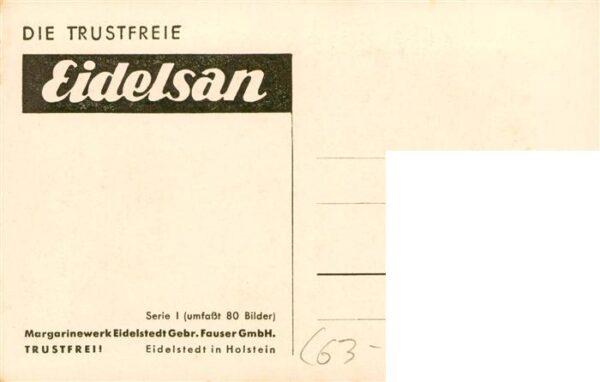 DIE TRUSTFREIE
Eidelsan
Serie I (umfaßt 80 Bilder)
Margarinewerk Eidelstedt Gebr. Fauser GmbH.
TRUSTFREI! Eidelstedt in Holstein
(63-